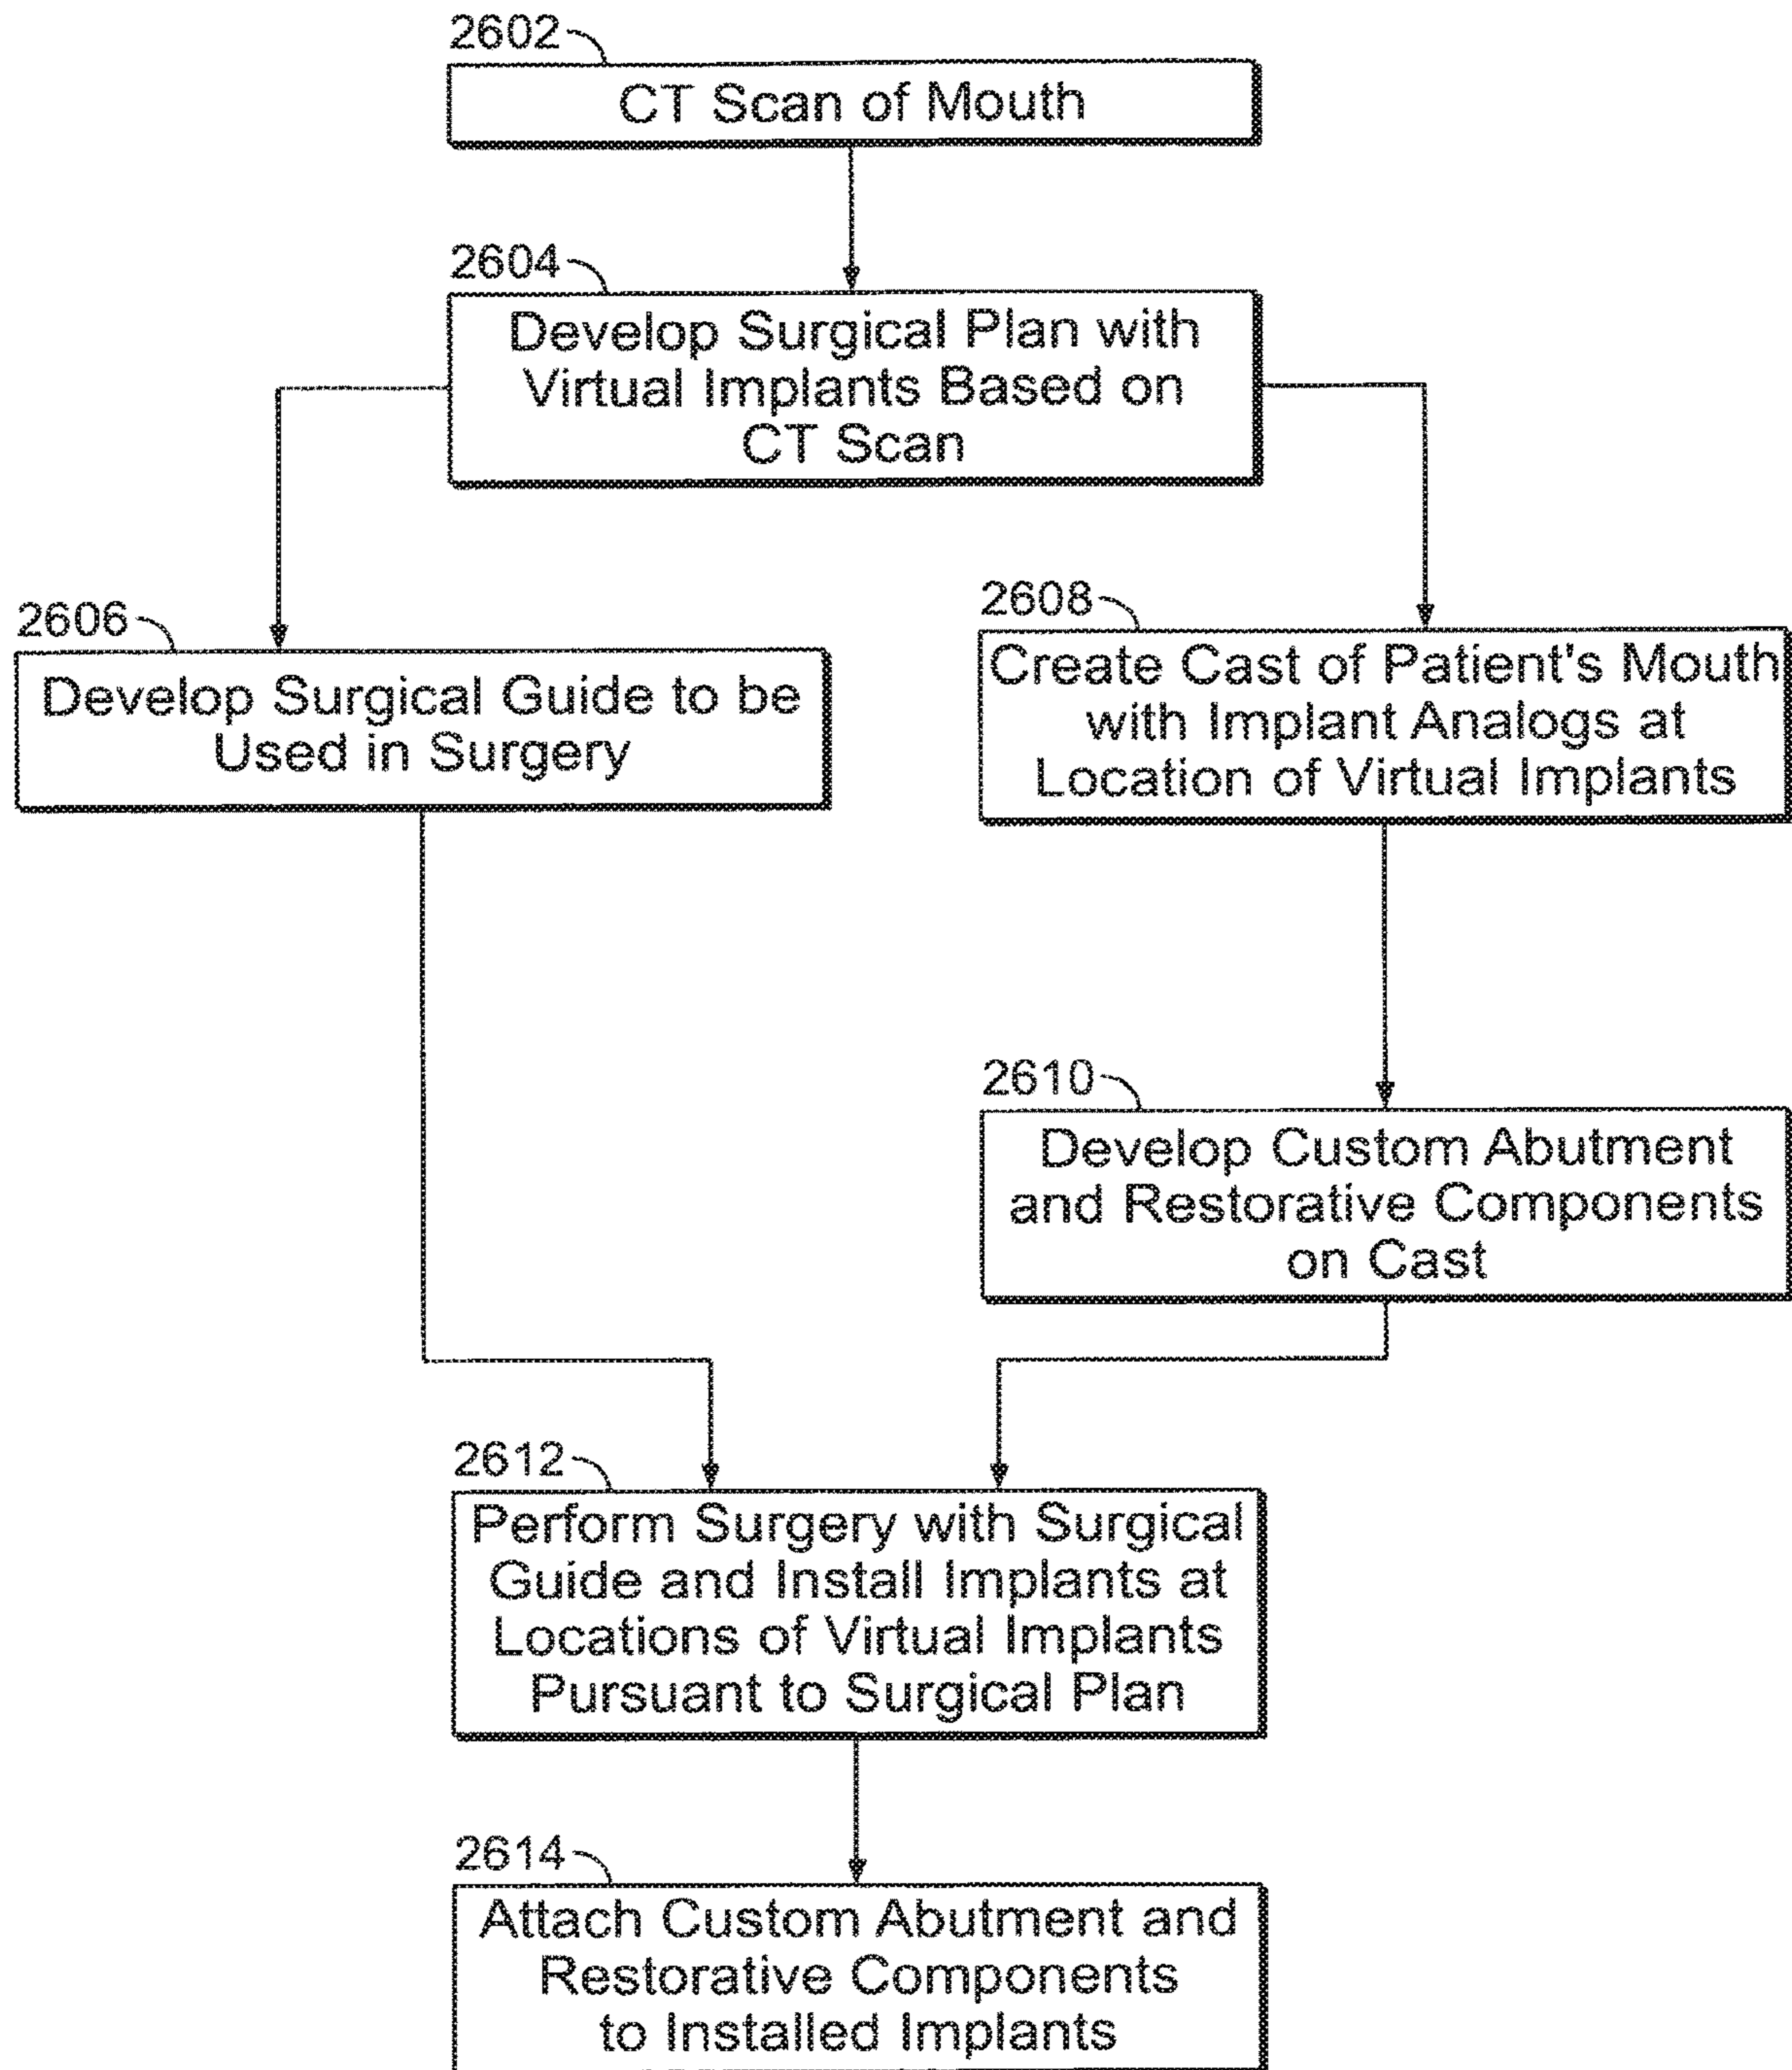 2602
CT Scan of Mouth
2604
Develop Surgical Plan with
Virtual Implants Based on
CT Scan
2606
Develop Surgical Guide to be
Used in Surgery
2608
Create Cast of Patient's Mouth
with Implant Analogs at
Location of Virtual Implants
2610
Develop Custom Abutment
and Restorative Components
on Cast
2612
Perform Surgery with Surgical
Guide and Install Implants at
Locations of Virtual Implants
Pursuant to Surgical Plan
2614
Attach Custom Abutment and
Restorative Components
to Installed Implants